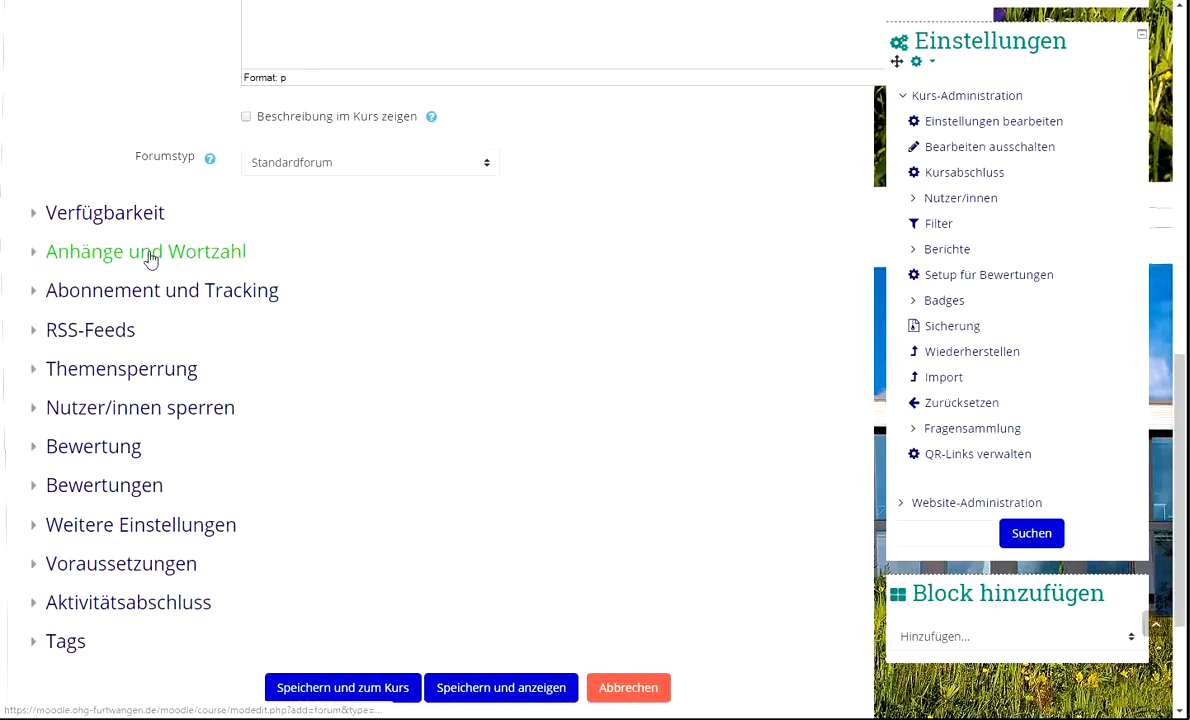 Format: p
Beschreibung im Kurs zeigen
Forumstyp
Standardforum
Verfügbarkeit
Anhänge und Wortzahl
Abonnement und Tracking
RSS-Feeds
Themensperrung
Nutzer/innen sperren
Bewertung
Bewertungen
Weitere Einstellungen
Voraussetzungen
Aktivitätsabschluss
Tags
Speichern und zum Kurs
Speichern und anzeigen
Abbrechen
https://moodle.ohg-furtwangen.de/moodle/course/modedit.php?add=forum&type=...
Einstellungen
Kurs-Administration
Einstellungen bearbeiten
Bearbeiten ausschalten
Kursabschluss
Nutzer/innen
Filter
Berichte
Setup für Bewertungen
Badges
Sicherung
Wiederherstellen
Import
Zurücksetzen
Fragensammlung
QR-Links verwalten
Website-Administration
Suchen
Block hinzufügen
Hinzufügen...